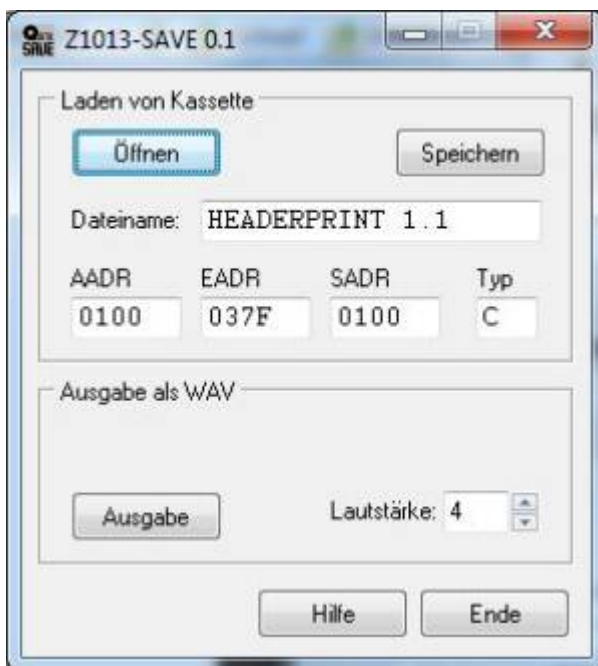 SAVE Z1013-SAVE 0.1
Laden von Kassette
Öffnen Speichern
Dateiname: HEADERPRINT 1.1
AADR EADR SADR Typ
0100 037F 0100 C
Ausgabe als WAV
Ausgabe Lautstärke: 4
Hilfe Ende